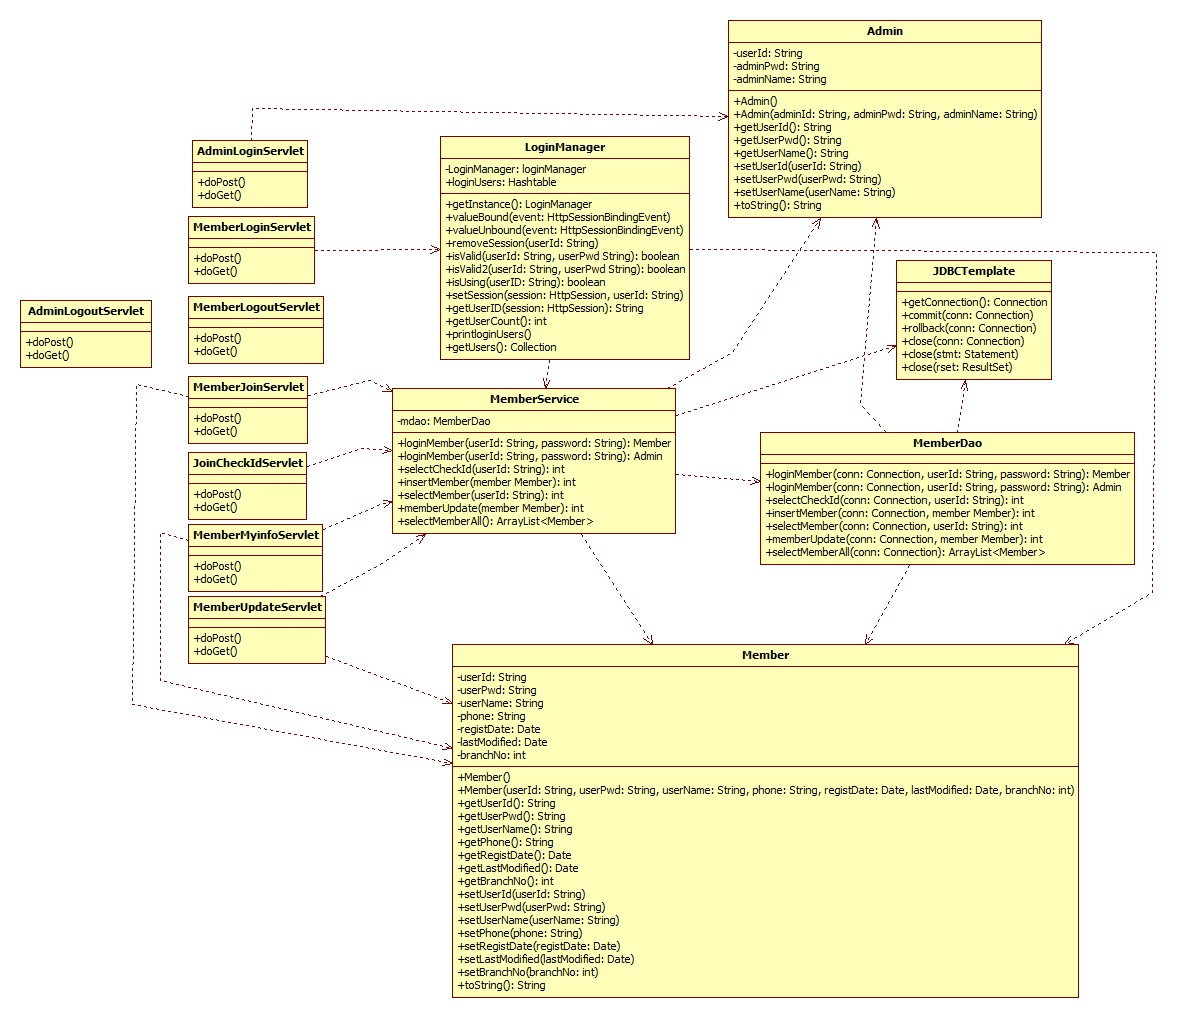 Admin
-userId: String
-adminPwd: String
-adminName: String
+Admin()
+Admin(adminId: String, adminPwd: String, adminName: String)
+getUserId(): String
+getUserPwd(): String
+getUserName(): String
+setUserId(userId: String)
+setUserPwd(userPwd: String)
+setUserName(userName: String)
+toString(): String
AdminLoginServlet
+doPost()
+doGet()
LoginManager
-LoginManager: loginManager
+loginUsers: Hashtable
+getInstance(): LoginManager
+valueBound(event: HttpSessionBindingEvent)
+valueUnbound(event: HttpSessionBindingEvent)
+removeSession(userId: String)
+isValid(userId: String, userPwd String): boolean
+isValid2(userId: String, userPwd String): boolean
+isUsing(userID: String): boolean
+setSession(session: HttpSession, userId: String)
+getUserID(session: HttpSession): String
+getUserCount(): int
+printloginUsers()
+getUsers(): Collection
MemberLoginServlet
+doPost()
+doGet()
JDBCTemplate
+getConnection(): Connection
+commit(conn: Connection)
+rollback(conn: Connection)
+close(conn: Connection)
+close(stmt: Statement)
+close(rset: ResultSet)
AdminLogoutServlet
+doPost()
+doGet()
MemberLogoutServlet
+doPost()
+doGet()
MemberJoinServlet
+doPost()
+doGet()
MemberService
-mdao: MemberDao
+loginMember(userId: String, password: String): Member
+loginMember(userId: String, password: String): Admin
+selectCheckId(userId: String): int
+insertMember(member Member): int
+selectMember(userId: String): int
+memberUpdate(member Member): int
+selectMemberAll(): ArrayList<Member>
MemberDao
+loginMember(conn: Connection, userId: String, password: String): Member
+loginMember(conn: Connection, userId: String, password: String): Admin
+selectCheckId(conn: Connection, userId: String): int
+insertMember(conn: Connection, member Member): int
+selectMember(conn: Connection, userId: String): int
+memberUpdate(conn: Connection, member Member): int
+selectMemberAll(conn: Connection): ArrayList<Member>
JoinCheckIdServlet
+doPost()
+doGet()
MemberMyinfoServlet
+doPost()
+doGet()
MemberUpdateServlet
+doPost()
+doGet()
Member
-userId: String
-userPwd: String
-userName: String
-phone: String
-registDate: Date
-lastModified: Date
-branchNo: int
+Member()
+Member(userId: String, userPwd: String, userName: String, phone: String, registDate: Date, lastModified: Date, branchNo: int)
+getUserId(): String
+getUserPwd(): String
+getUserName(): String
+getPhone(): String
+getRegistDate(): Date
+getLastModified(): Date
+getBranchNo(): int
+setUserId(userId: String)
+setUserPwd(userPwd: String)
+setUserName(userName: String)
+setPhone(phone: String)
+setRegistDate(registDate: Date)
+setLastModified(lastModified: Date)
+setBranchNo(branchNo: int)
+toString(): String